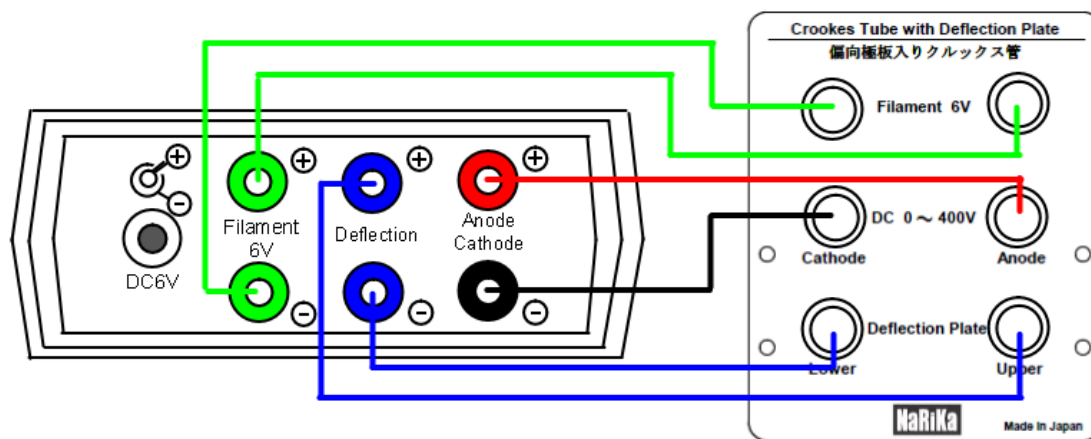 Crookes Tube with Deflection Plate
偏向極板入りクルックス管
Filament 6V
DC 0～400V
Cathode
Anode
Deflection Plate
Lower
Upper
NaRiKa
Made In Japan
+
-
DC6V
+
Filament
6V
-
+
Deflection
-
+
Anode
Cathode
-